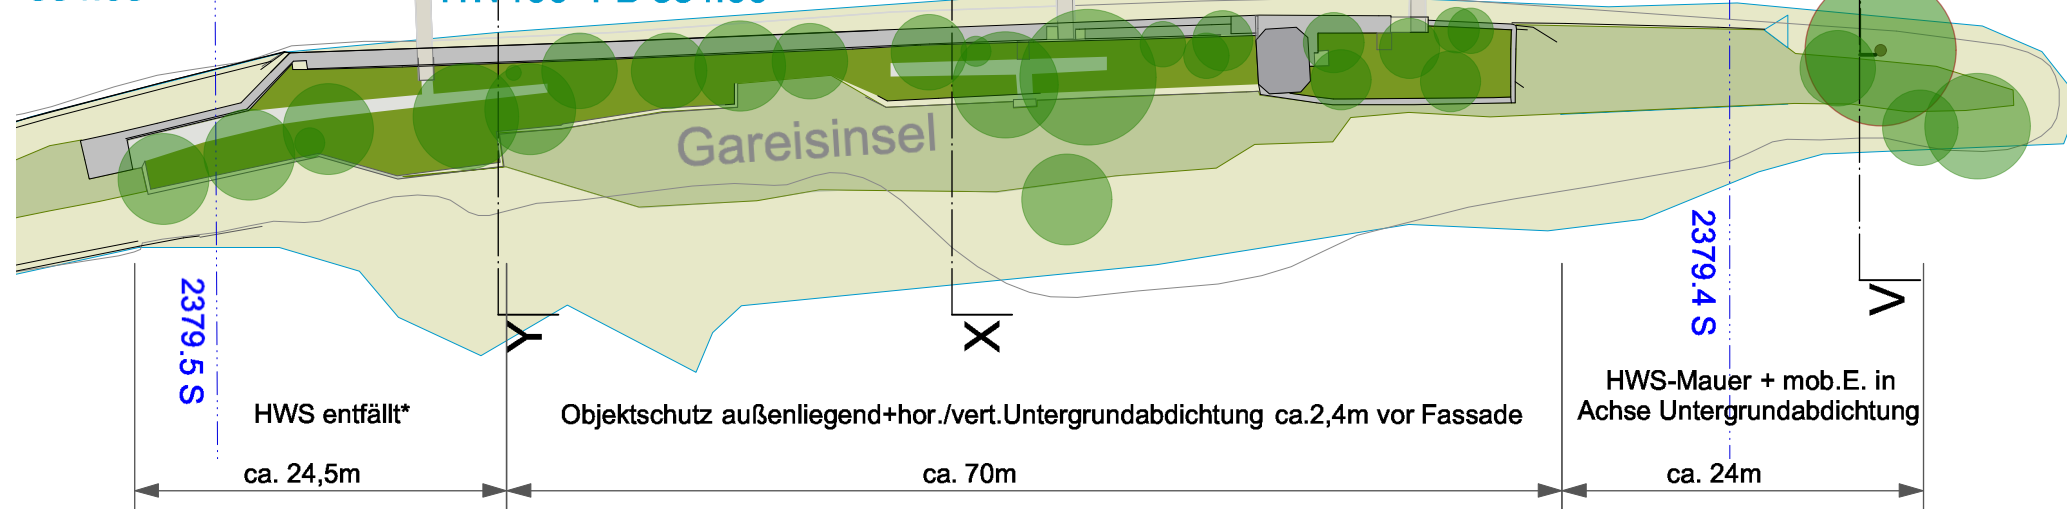 Gareisinsel
2379.5 S
Y
X
2379.4 S
V
HWS entfällt*
Objektschutz außenliegend+hor./vert.Untergrundabdichtung ca.2,4m vor Fassade
HWS-Mauer + mob.E. in
Achse Untergrundabdichtung
ca. 24,5m
ca. 70m
ca. 24m